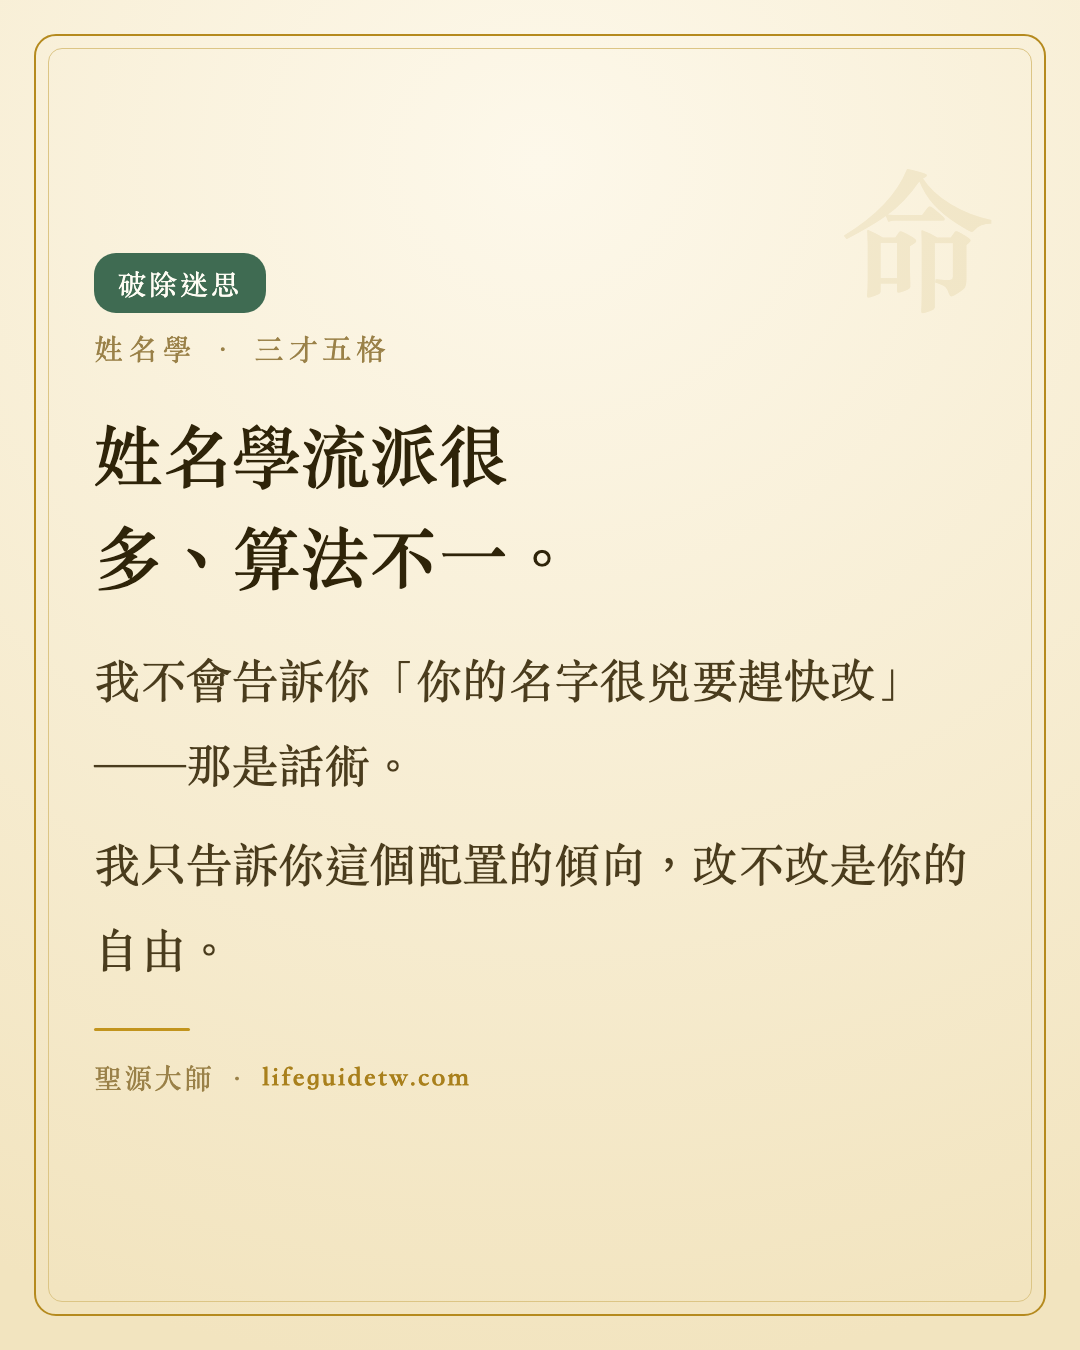 命
破除迷思
姓名學 · 三才五格
姓名學流派很
多、算法不一。
我不會告訴你「你的名字很兇要趕快改」
——那是話術。
我只告訴你這個配置的傾向，改不改是你的
自由。
聖源大師 · lifeguidetw.com